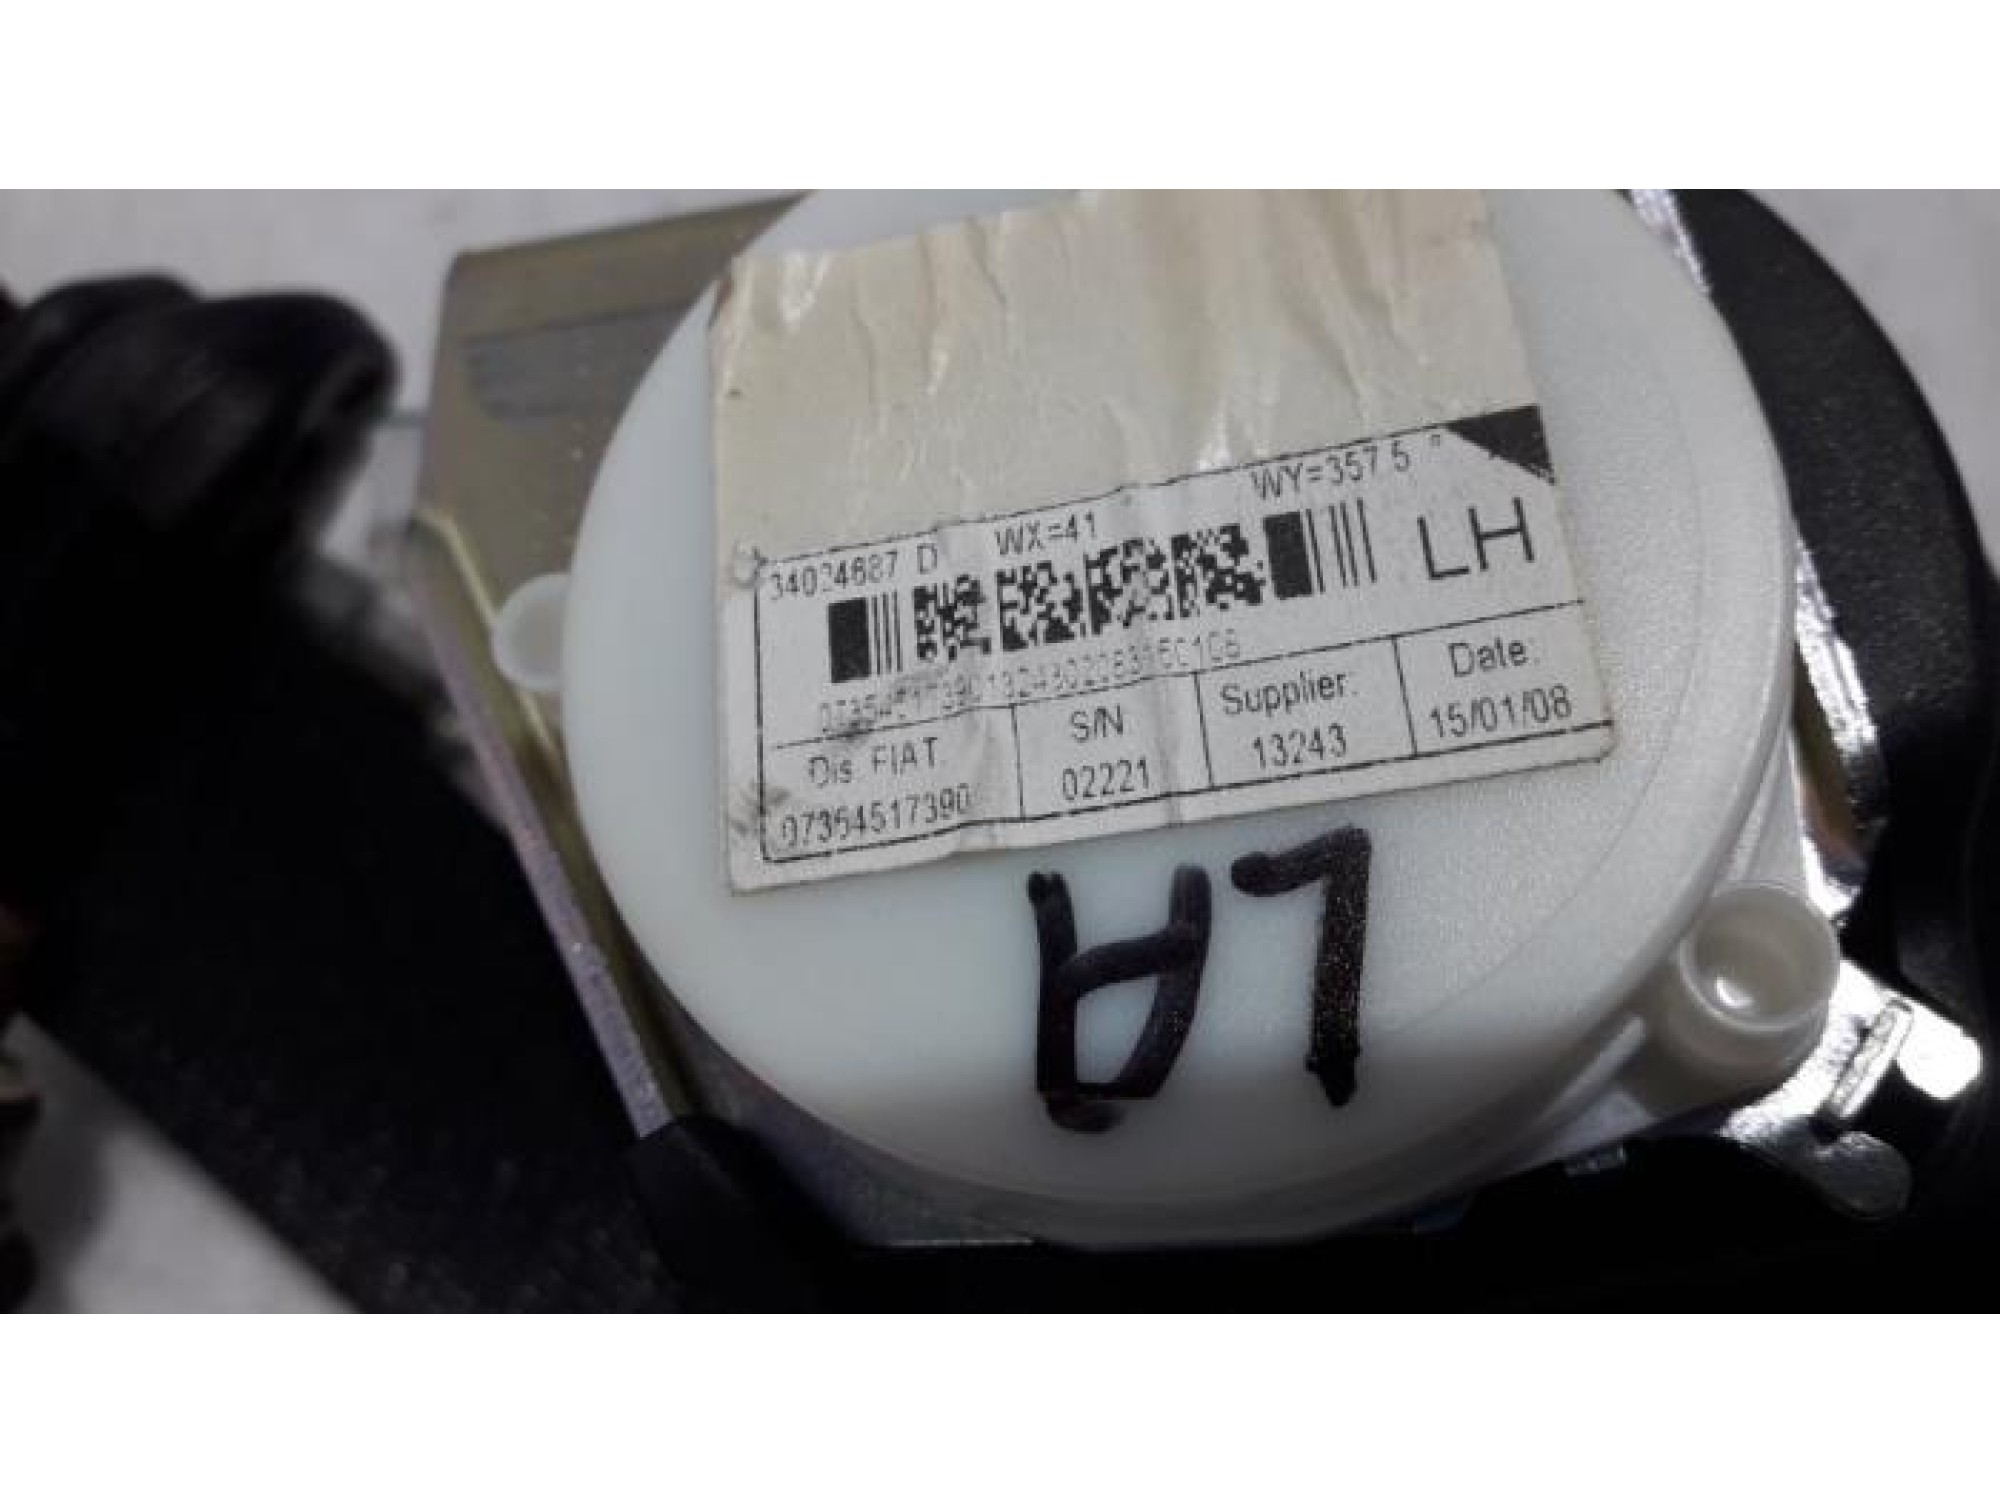 WX=41 WY=357 5 °
34024687 D
LH
Dis. FIAT. S/N Supplier: Date:
07354517390 02221 13243 15/01/08
LA